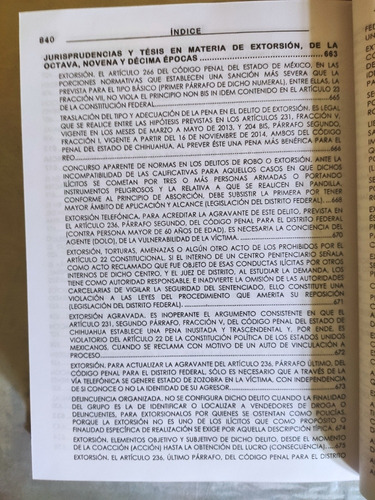 840
ÍNDICE
JURISPRUDENCIAS Y TÉSIS EN MATERIA DE EXTORSIÓN, DE LA
OCTAVA, NOVENA Y DÉCIMA ÉPOCAS 663
EXTORSIÓN. EL ARTÍCULO 266 DEL CÓDIGO PENAL DEL ESTADO DE MÉXICO, EN LAS
PORCIONES NORMATIVAS QUE ESTABLECEN UNA SANCIÓN MÁS SEVERA QUE LA
PREVISTA PARA EL TIPO BÁSICO (PRIMER PÁRRAFO DE DICHO NUMERAL), ENTRE ELLAS, LA
FRACCIÓN VII, NO VIOLA EL PRINCIPIO NON BIS IN IDEM CONTENIDO EN EL ARTÍCULO 23
DE LA CONSTITUCIÓN FEDERAL 665
TRASLACIÓN DEL TIPO Y ADECUACIÓN DE LA PENA EN EL DELITO DE EXTORSIÓN. ES LEGAL
QUE SE REALICE ENTRE LAS HIPÓTESIS PREVISTAS EN LOS ARTÍCULOS 231, FRACCIÓN V,
VIGENTE EN LOS MESES DE MARZO A MAYO DE 2013, Y 204 BIS, PÁRRAFO SEGUNDO,
FRACCIÓN I, VIGENTE A PARTIR DEL 16 DE NOVIEMBRE DE 2014, AMBOS DEL CÓDIGO
PENAL DEL ESTADO DE CHIHUAHUA, AL PREVER ÉSTE UNA PENA MÁS BENÉFICA PARA EL
REO 666
CONCURSO APARENTE DE NORMAS EN LOS DELITOS DE ROBO O EXTORSIÓN, ANTE LA
INCOMPATIBILIDAD DE LAS CALIFICATIVAS PARA AQUELLOS CASOS EN QUE DICHOS
ILÍCITOS SE COMETAN POR TRES O MÁS PERSONAS ARMADAS O PORTANDO
INSTRUMENTOS PELIGROSOS Y LA RELATIVA A QUE SE REALICEN EN PANDILLA,
CONFORME AL PRINCIPIO DE ABSORCIÓN, DEBE SUBSISTIR LA PRIMERA POR TENER
MAYOR ÁMBITO DE APLICACIÓN Y ALCANCE (LEGISLACIÓN DEL DISTRITO FEDERAL). ..668
EXTORSIÓN TELEFÓNICA. PARA ACREDITAR LA AGRAVANTE DE ESTE DELITO, PREVISTA EN
EL ARTÍCULO 236, PÁRRAFO SEGUNDO, DEL CÓDIGO PENAL PARA EL DISTRITO FEDERAL
(CONTRA PERSONA MAYOR DE 60 AÑOS DE EDAD), ES NECESARIA LA CONCIENCIA DEL
AGENTE (DOLO), DE LA VULNERABILIDAD DE LA VÍCTIMA. 670
EXTORSIÓN, TORTURAS, AMENAZAS O ALGÚN OTRO ACTO DE LOS PROHIBIDOS POR EL
ARTÍCULO 22 CONSTITUCIONAL. SI EL INTERNO DE UN CENTRO PENITENCIARIO SEÑALA
COMO ACTO RECLAMADO QUE FUE OBJETO DE ESAS CONDUCTAS ILÍCITAS POR OTROS
INTERNOS DE DICHO CENTRO, Y EL JUEZ DE DISTRITO, AL ESTUDIAR LA DEMANDA, LOS
TIENE COMO AUTORIDAD RESPONSABLE, E INADVIERTE LA OMISIÓN DE LAS AUTORIDADES
CARCELARIAS DE VIGILAR LA SEGURIDAD DEL SENTENCIADO, ELLO CONSTITUYE UNA
VIOLACIÓN A LAS LEYES DEL PROCEDIMIENTO QUE AMERITA SU REPOSICIÓN
(LEGISLACIÓN DEL DISTRITO FEDERAL). 671
EXTORSIÓN AGRAVADA. ES INOPERANTE EL ARGUMENTO CONSISTENTE EN QUE EL
ARTÍCULO 231, SEGUNDO PÁRRAFO, FRACCIÓN V, DEL CÓDIGO PENAL DEL ESTADO DE
CHIHUAHUA ESTABLECE UNA PENA INUSITADA Y TRASCENDENTAL Y, POR ENDE, ES
VIOLATORIO DEL ARTÍCULO 22 DE LA CONSTITUCIÓN POLÍTICA DE LOS ESTADOS UNIDOS
MEXICANOS, CUANDO SE RECLAMA CON MOTIVO DE UN AUTO DE VINCULACIÓN A
PROCESO. 672
EXTORSIÓN. PARA ACTUALIZAR LA AGRAVANTE DEL ARTÍCULO 236, PÁRRAFO ÚLTIMO, DEL
CÓDIGO PENAL PARA EL DISTRITO FEDERAL, SÓLO ES NECESARIO QUE A TRAVÉS DE LA
VÍA TELEFÓNICA SE GENERE ESTADO DE ZOZOBRA EN LA VÍCTIMA, CON INDEPENDENCIA
DE SI CONOCE O NO LA IDENTIDAD DE SU AGRESOR. 673
DELINCUENCIA ORGANIZADA. NO SE CONFIGURA DICHO DELITO CUANDO LA FINALIDAD
DEL GRUPO ES LA DE IDENTIFICAR O LOCALIZAR A VENDEDORES DE DROGA O
DELINCUENTES, PARA EXTORSIONARLOS POR QUIENES SE OSTENTAN COMO POLICÍAS,
PORQUE LA EXTORSIÓN NO ES UNO DE LOS ILÍCITOS QUE COMO PROPÓSITO O
FINALIDAD ESPECÍFICA DE REALIZACIÓN SE EXIGE POR AQUELLA DESCRIPCIÓN TÍPICA 674
EXTORSIÓN. ELEMENTOS OBJETIVO Y SUBJETIVO DE DICHO DELITO, DESDE EL MOMENTO
DE LA COACCIÓN (ACCIÓN) HASTA LA OBTENCIÓN DEL LUCRO (CONSECUENCIA). 675
EXTORSIÓN. EL ARTÍCULO 236, ÚLTIMO PÁRRAFO, DEL CÓDIGO PENAL PARA EL DISTRITO